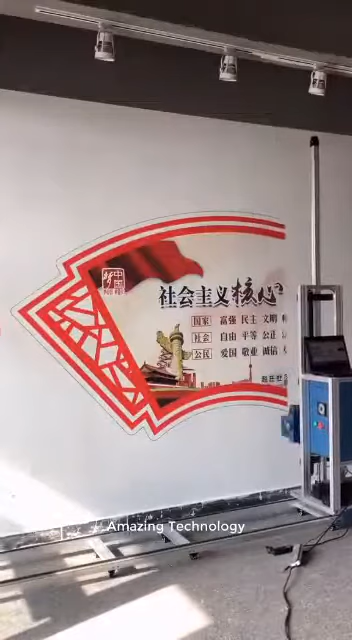 中国梦
社会主义核心
国家 富强 民主 文明
社会 自由 平等 公正
公民 爱国 敬业 诚信
Amazing Technology